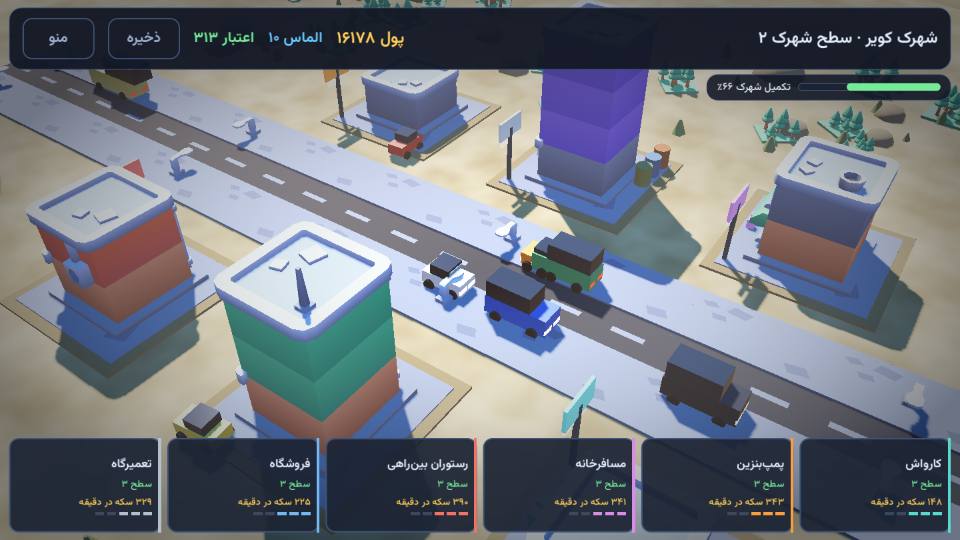 شهرک کویر · سطح شهرک ۲
پول ۱۶۱۷۸
الماس ۱۰
اعتبار ۳۱۳
ذخیره
منو
تکمیل شهرک ۶۶٪
کارواش
سطح ۳
۱۴۸ سکه در دقیقه
پمپ‌بنزین
سطح ۳
۳۴۳ سکه در دقیقه
مسافرخانه
سطح ۳
۳۴۱ سکه در دقیقه
رستوران بین‌راهی
سطح ۳
۳۹۰ سکه در دقیقه
فروشگاه
سطح ۳
۲۲۵ سکه در دقیقه
تعمیرگاه
سطح ۳
۳۲۹ سکه در دقیقه